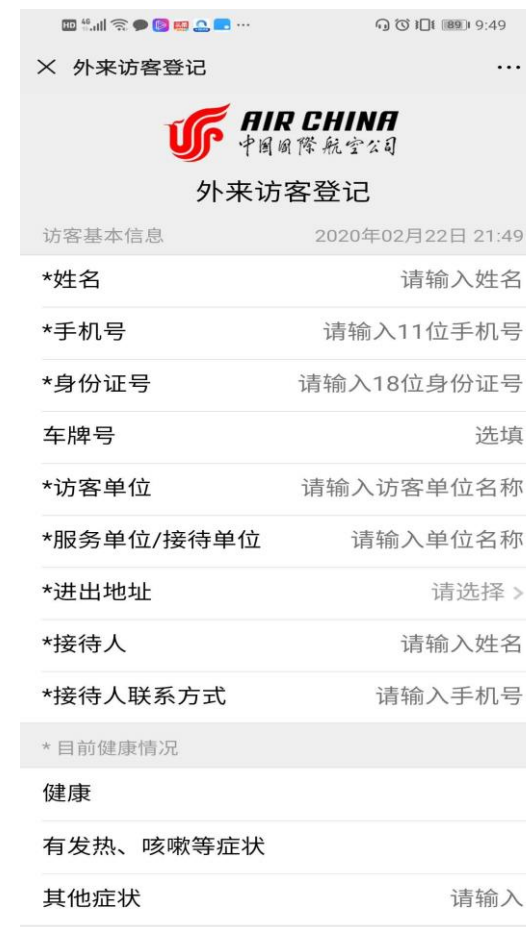 HD 4G 89 9:49
外来访客登记
AIR CHINA
中国国際航空公司
外来访客登记
访客基本信息 2020年02月22日 21:49
*姓名 请输入姓名
*手机号 请输入11位手机号
*身份证号 请输入18位身份证号
车牌号 选填
*访客单位 请输入访客单位名称
*服务单位/接待单位 请输入单位名称
*进出地址 请选择 >
*接待人 请输入姓名
*接待人联系方式 请输入手机号
* 目前健康情况
健康
有发热、咳嗽等症状
其他症状 请输入